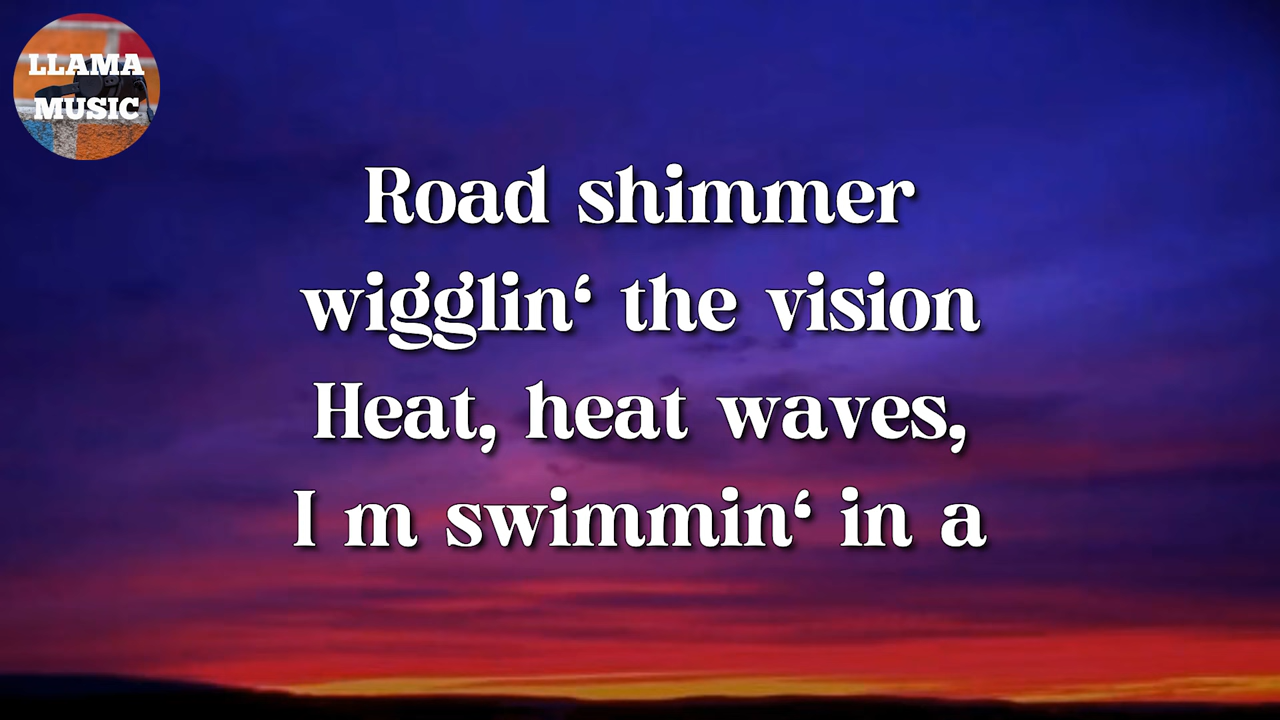 LLAMA
MUSIC
Road shimmer
wigglin‘ the vision
Heat, heat waves,
I m swimmin‘ in a